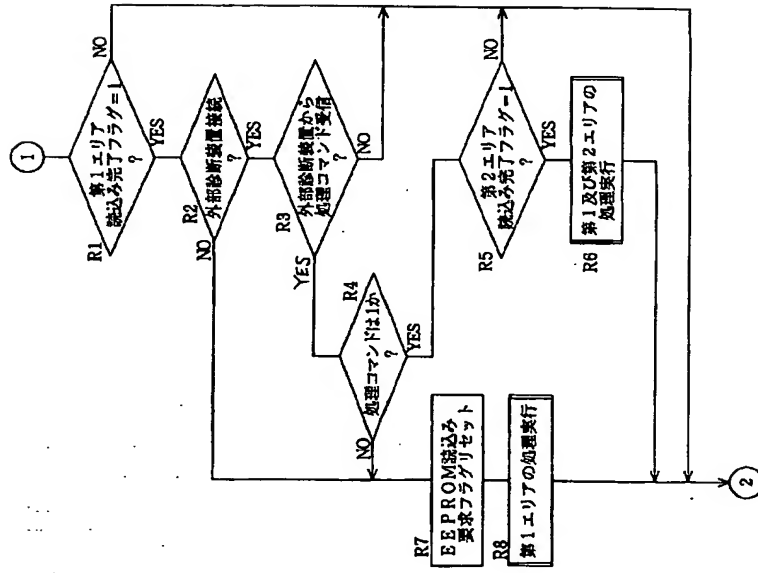 1
R1
第1エリア
読込み完了フラグ=1
?
NO
YES
R2
外部診断装置接続
?
NO
YES
R3
外部診断装置から
処理コマンド受信
?
YES
NO
R4
処理コマンドは1か
?
NO
YES
R5
第2エリア
読込み完了フラグ=1
?
NO
YES
R6
第1及び第2エリアの
処理実行
R7
EEPROM読込み
要求フラグリセット
R8
第1エリアの処理実行
2